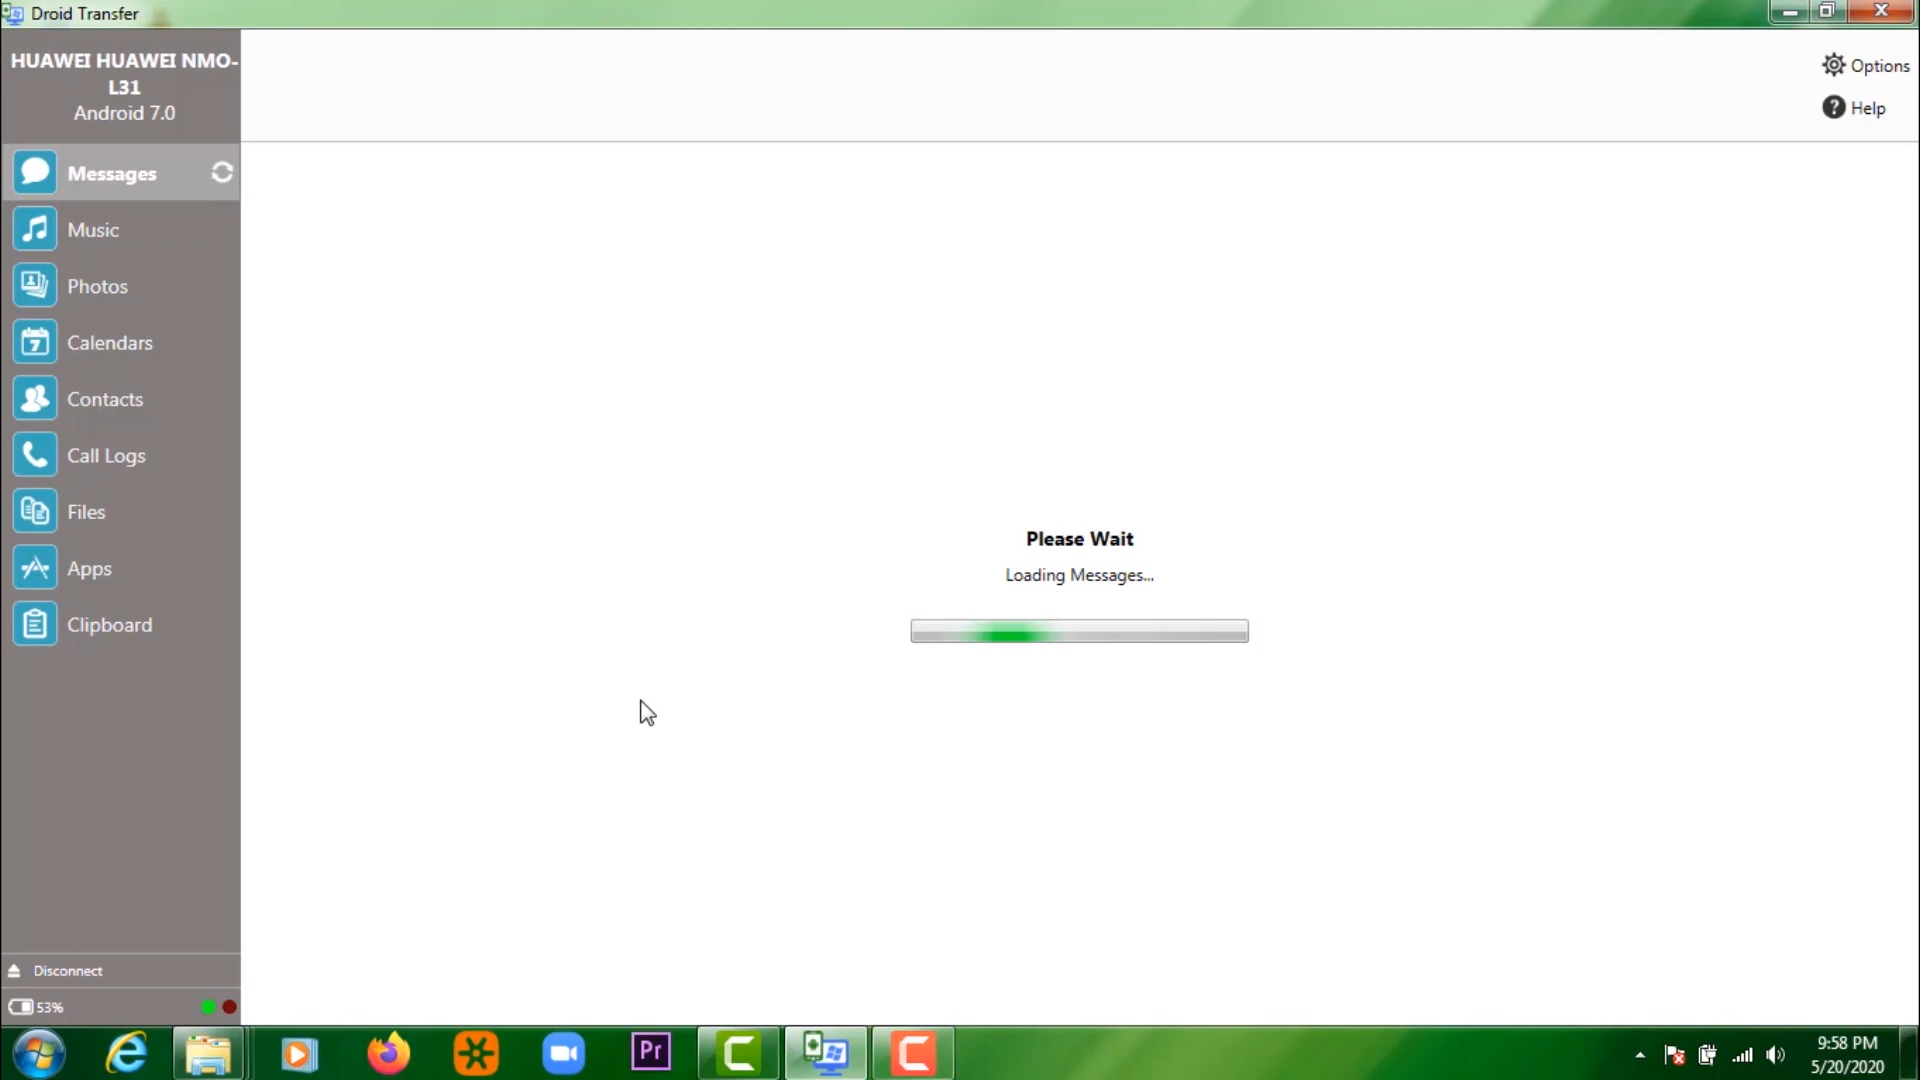 Droid Transfer
HUAWEI HUAWEI NMO-
L31
Android 7.0
Options
Help
Messages
Music
Photos
7
Calendars
Contacts
Call Logs
Files
Apps
Clipboard
Please Wait
Loading Messages...
Disconnect
53%
Pr
9:58 PM
5/20/2020